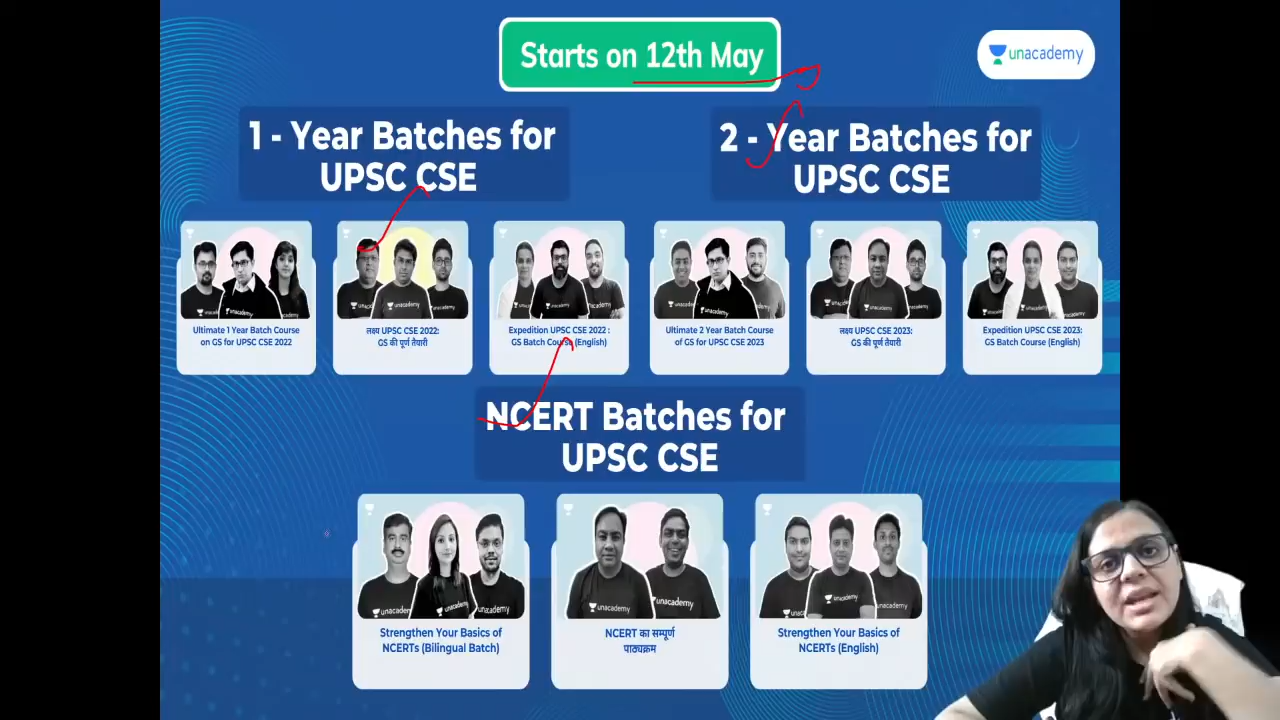 Starts on 12th May
unacademy
1 - Year Batches for
UPSC CSE
2 - Year Batches for
UPSC CSE
Ultimate 1 Year Batch Course
on GS for UPSC CSE 2022
लक्ष्य UPSC CSE 2022:
GS की पूर्ण तैयारी
Expedition UPSC CSE 2022 :
GS Batch Course (English)
Ultimate 2 Year Batch Course
of GS for UPSC CSE 2023
लक्ष्य UPSC CSE 2023:
GS की पूर्ण तैयारी
Expedition UPSC CSE 2023:
GS Batch Course (English)
NCERT Batches for
UPSC CSE
Strengthen Your Basics of
NCERTs (Bilingual Batch)
NCERT का सम्पूर्ण
पाठ्यक्रम
Strengthen Your Basics of
NCERTs (English)